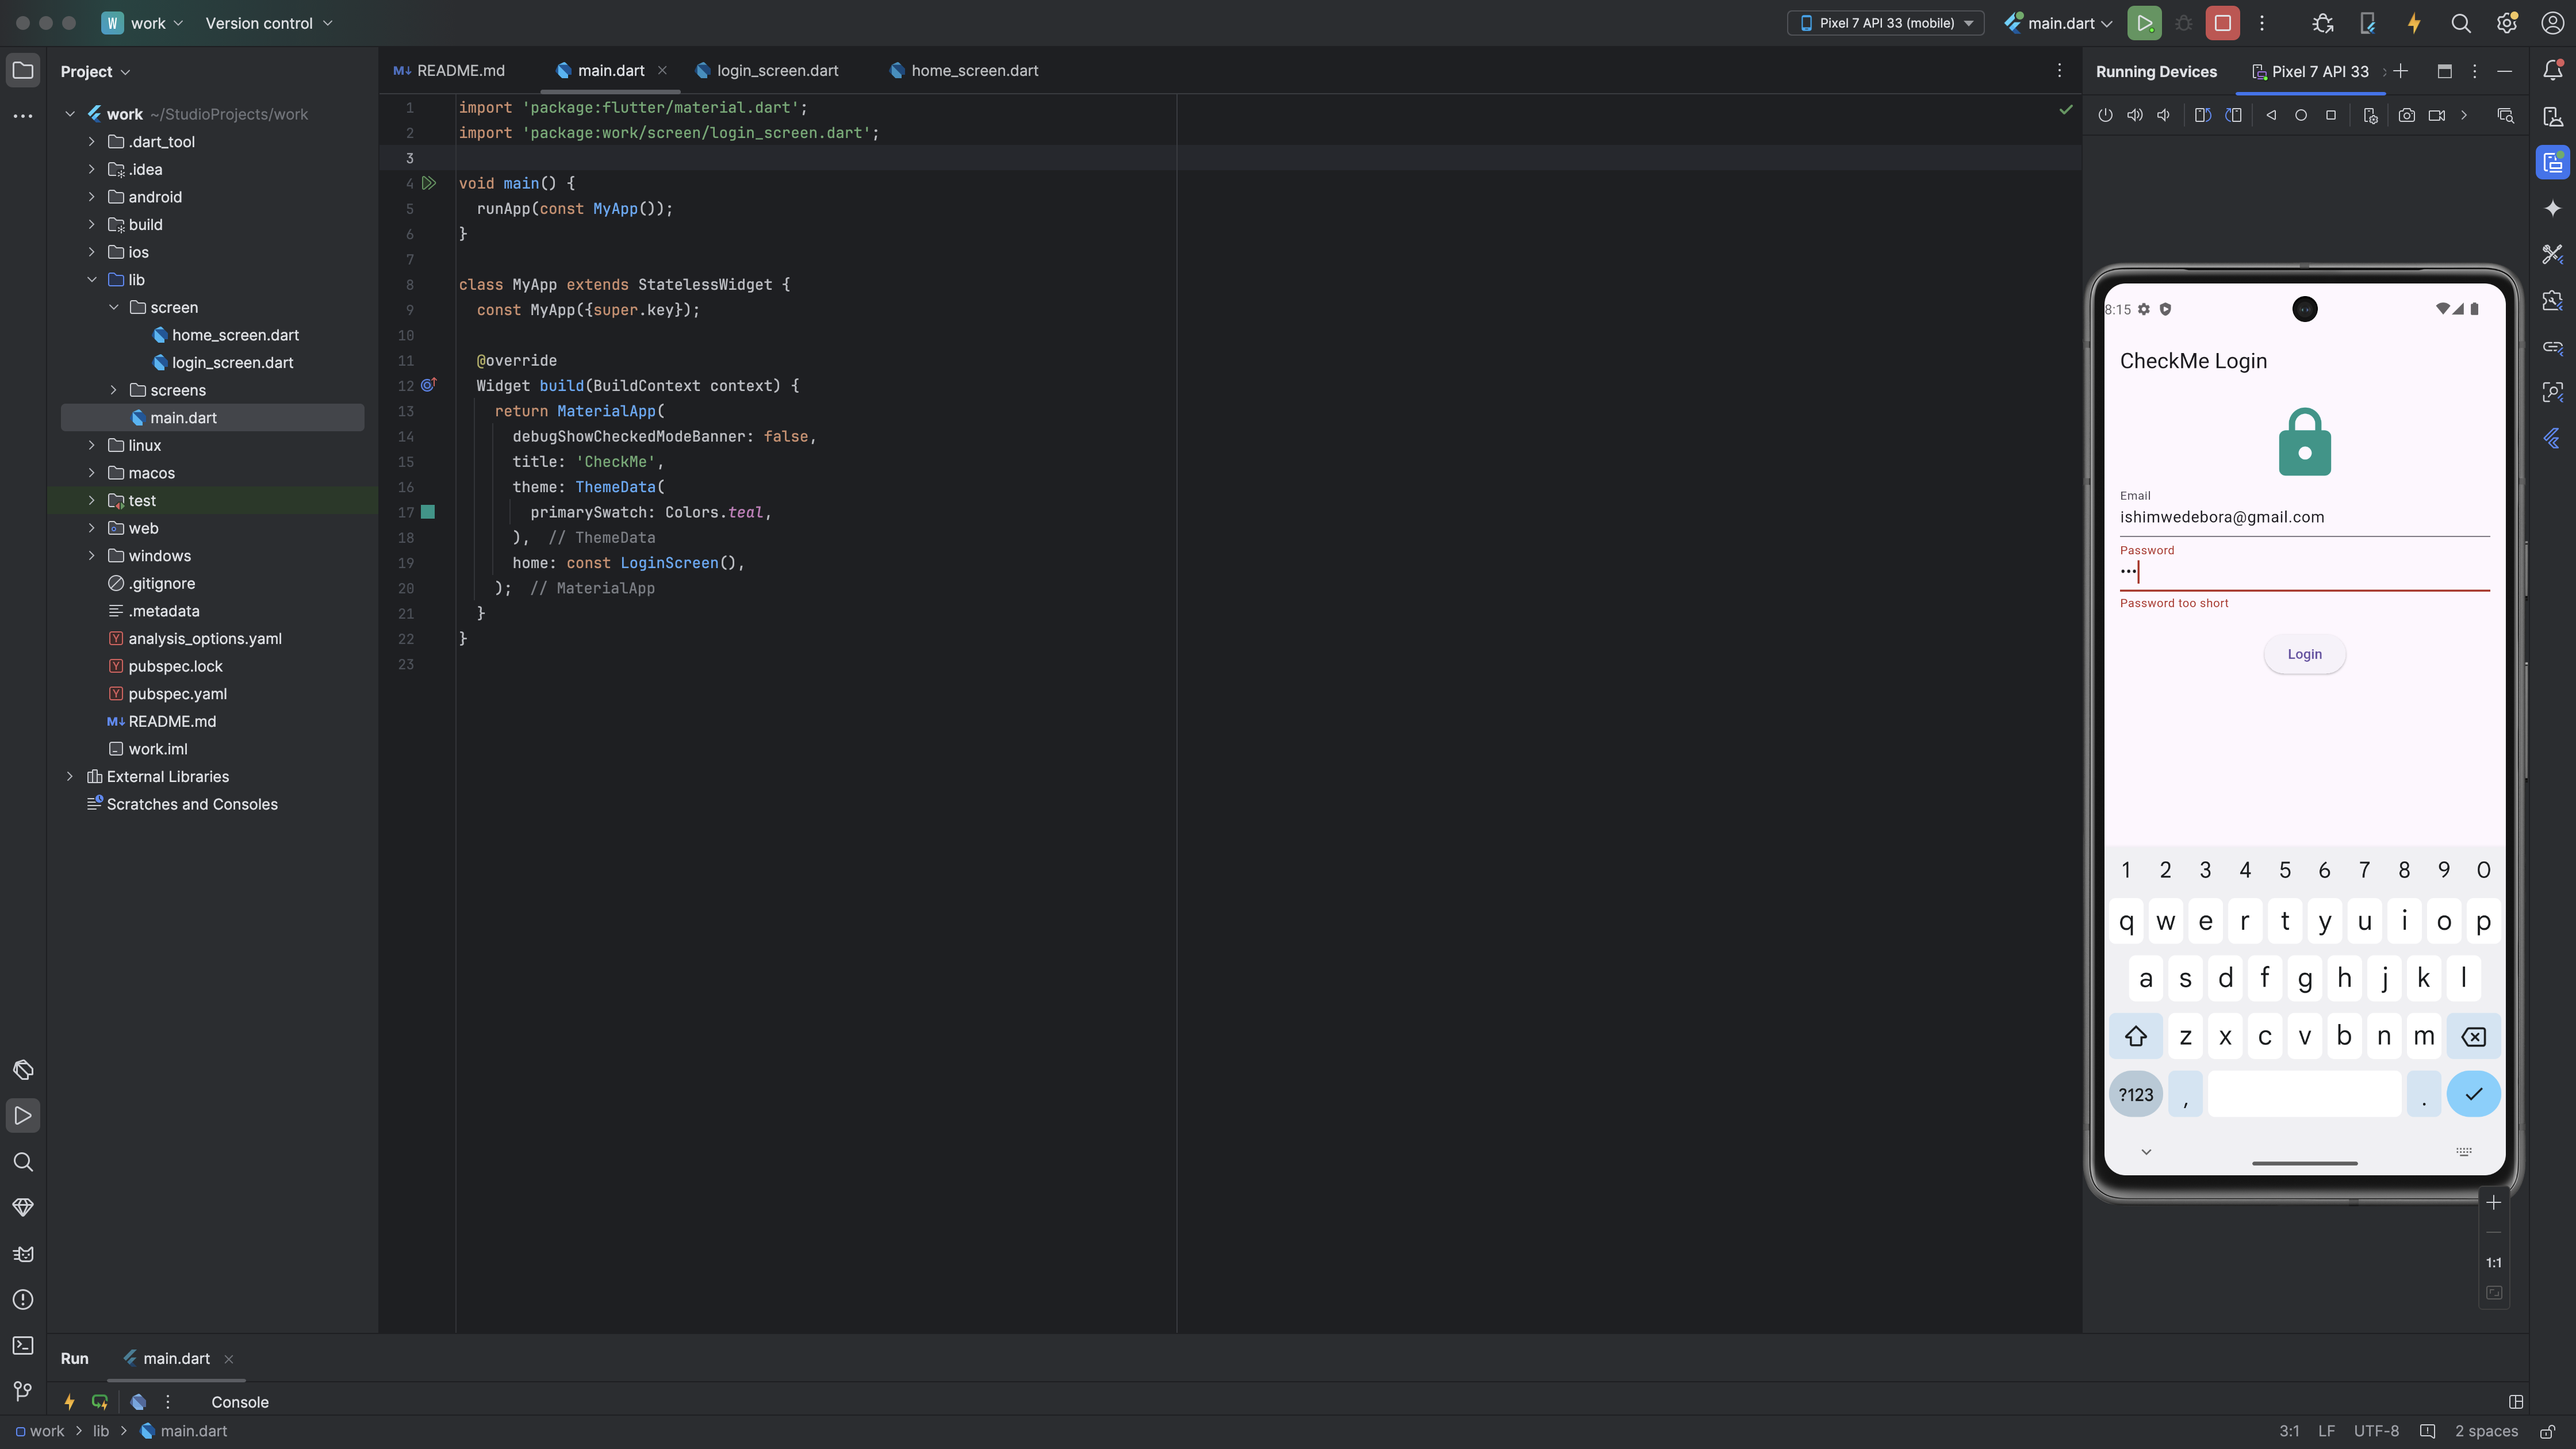 W work Version control Pixel 7 API 33 (mobile) main.dart
Project
work ~/StudioProjects/work
.dart_tool
.idea
android
build
ios
lib
screen
home_screen.dart
login_screen.dart
screens
main.dart
linux
macos
test
web
windows
.gitignore
.metadata
analysis_options.yaml
pubspec.lock
pubspec.yaml
M↓ README.md
work.iml
External Libraries
Scratches and Consoles
M↓ README.md main.dart login_screen.dart home_screen.dart
1 import 'package:flutter/material.dart';
2 import 'package:work/screen/login_screen.dart';
3
4 void main() {
5 runApp(const MyApp());
6 }
7
8 class MyApp extends StatelessWidget {
9 const MyApp({super.key});
10
11 @override
12 Widget build(BuildContext context) {
13 return MaterialApp(
14 debugShowCheckedModeBanner: false,
15 title: 'CheckMe',
16 theme: ThemeData(
17 primarySwatch: Colors.teal,
18 ), // ThemeData
19 home: const LoginScreen(),
20 ); // MaterialApp
21 }
22 }
23
Running Devices Pixel 7 API 33
8:15
CheckMe Login
Email
ishimwedebora@gmail.com
Password
•••
Password too short
Login
1 2 3 4 5 6 7 8 9 0
q w e r t y u i o p
a s d f g h j k l
z x c v b n m
?123 , .
1:1
Run main.dart
Console
work > lib > main.dart
3:1 LF UTF-8 2 spaces